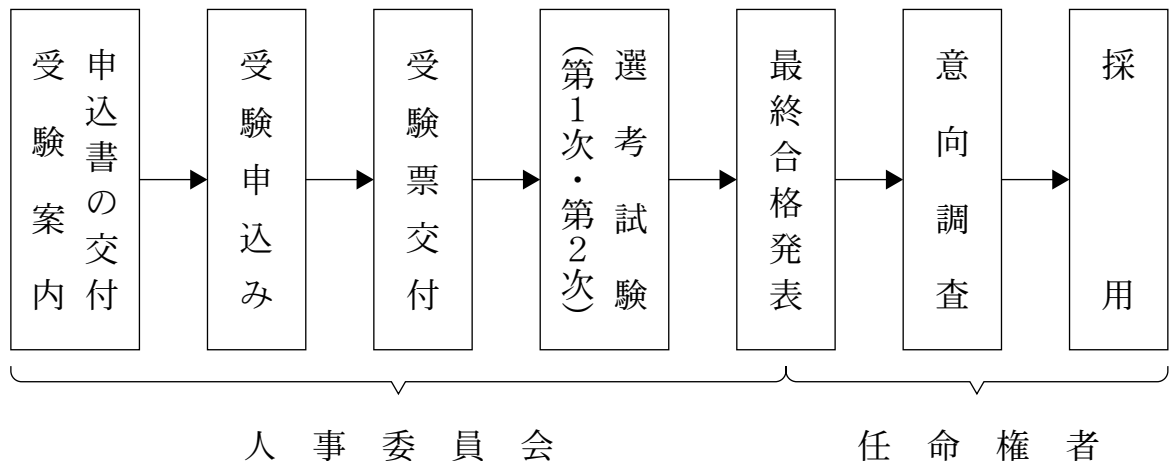 申込書の交付
受験案内
受験申込み
受験票交付
選考試験
（第1次・第2次）
最終合格発表
意向調査
採用
人事委員会
任命権者